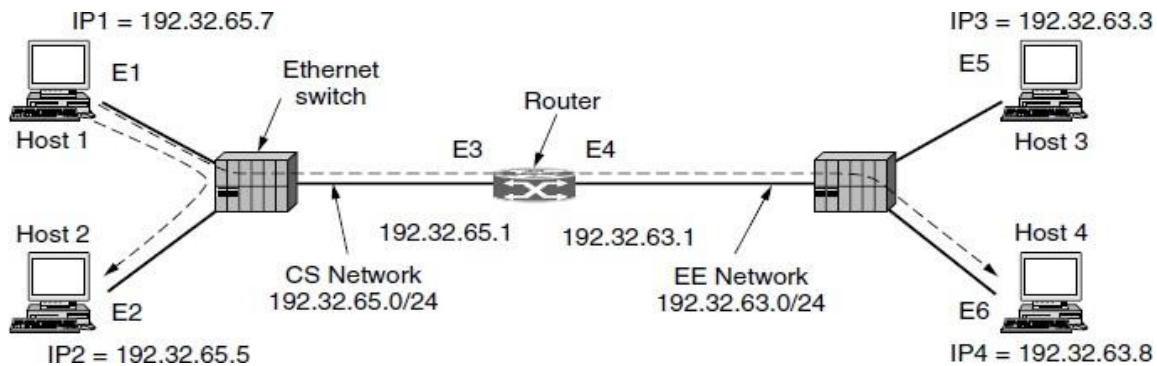 IP1 = 192.32.65.7
E1
Host 1
Ethernet
switch
Host 2
E2
IP2 = 192.32.65.5
192.32.65.1
CS Network
192.32.65.0/24
Router
E3
E4
192.32.63.1
EE Network
192.32.63.0/24
IP3 = 192.32.63.3
E5
Host 3
Host 4
E6
IP4 = 192.32.63.8